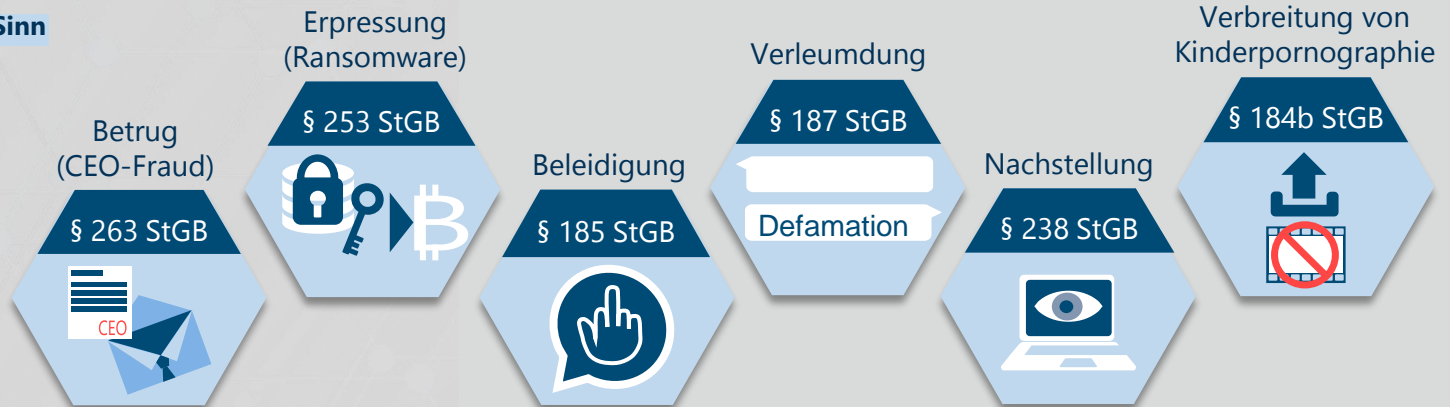 Sinn
Betrug
(CEO-Fraud)
§ 263 StGB
CEO
Erpressung
(Ransomware)
§ 253 StGB
Beleidigung
§ 185 StGB
Verleumdung
§ 187 StGB
Defamation
Nachstellung
§ 238 StGB
Verbreitung von
Kinderpornographie
§ 184b StGB